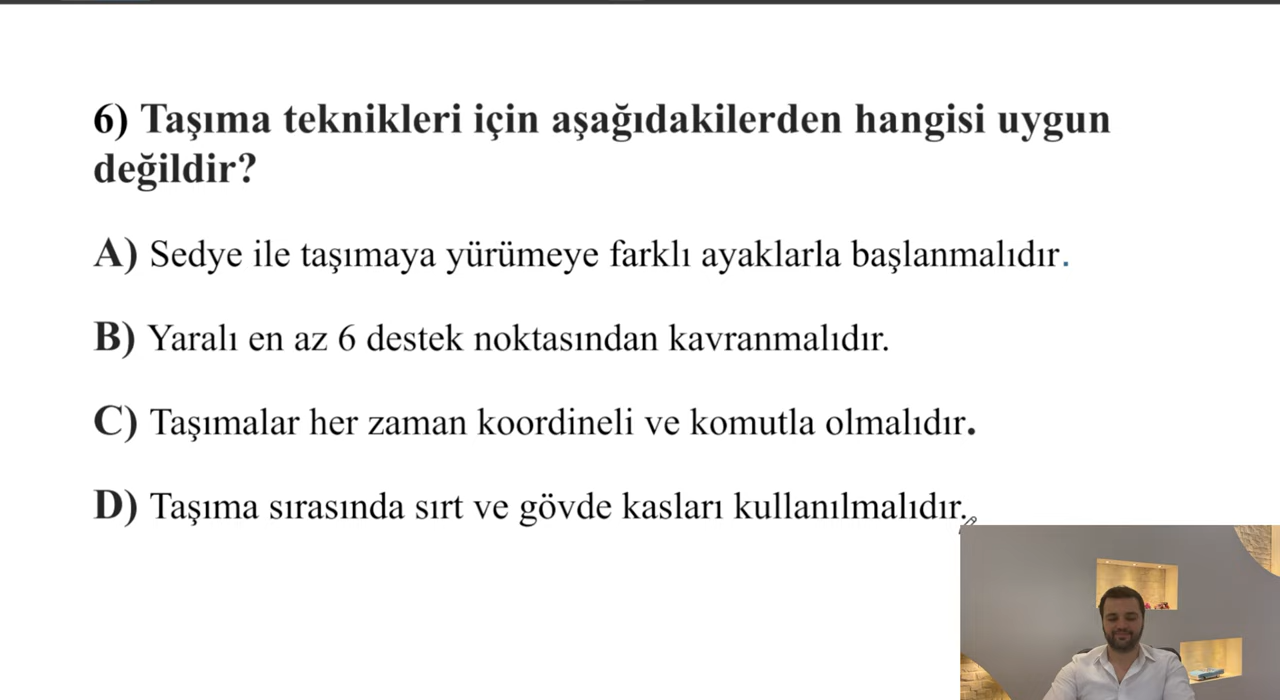 6) Taşıma teknikleri için aşağıdakilerden hangisi uygun
değildir?
A) Sedye ile taşımaya yürümeye farklı ayaklarla başlanmalıdır.
B) Yaralı en az 6 destek noktasından kavranmalıdır.
C) Taşımalar her zaman koordineli ve komutla olmalıdır.
D) Taşıma sırasında sırt ve gövde kasları kullanılmalıdır.